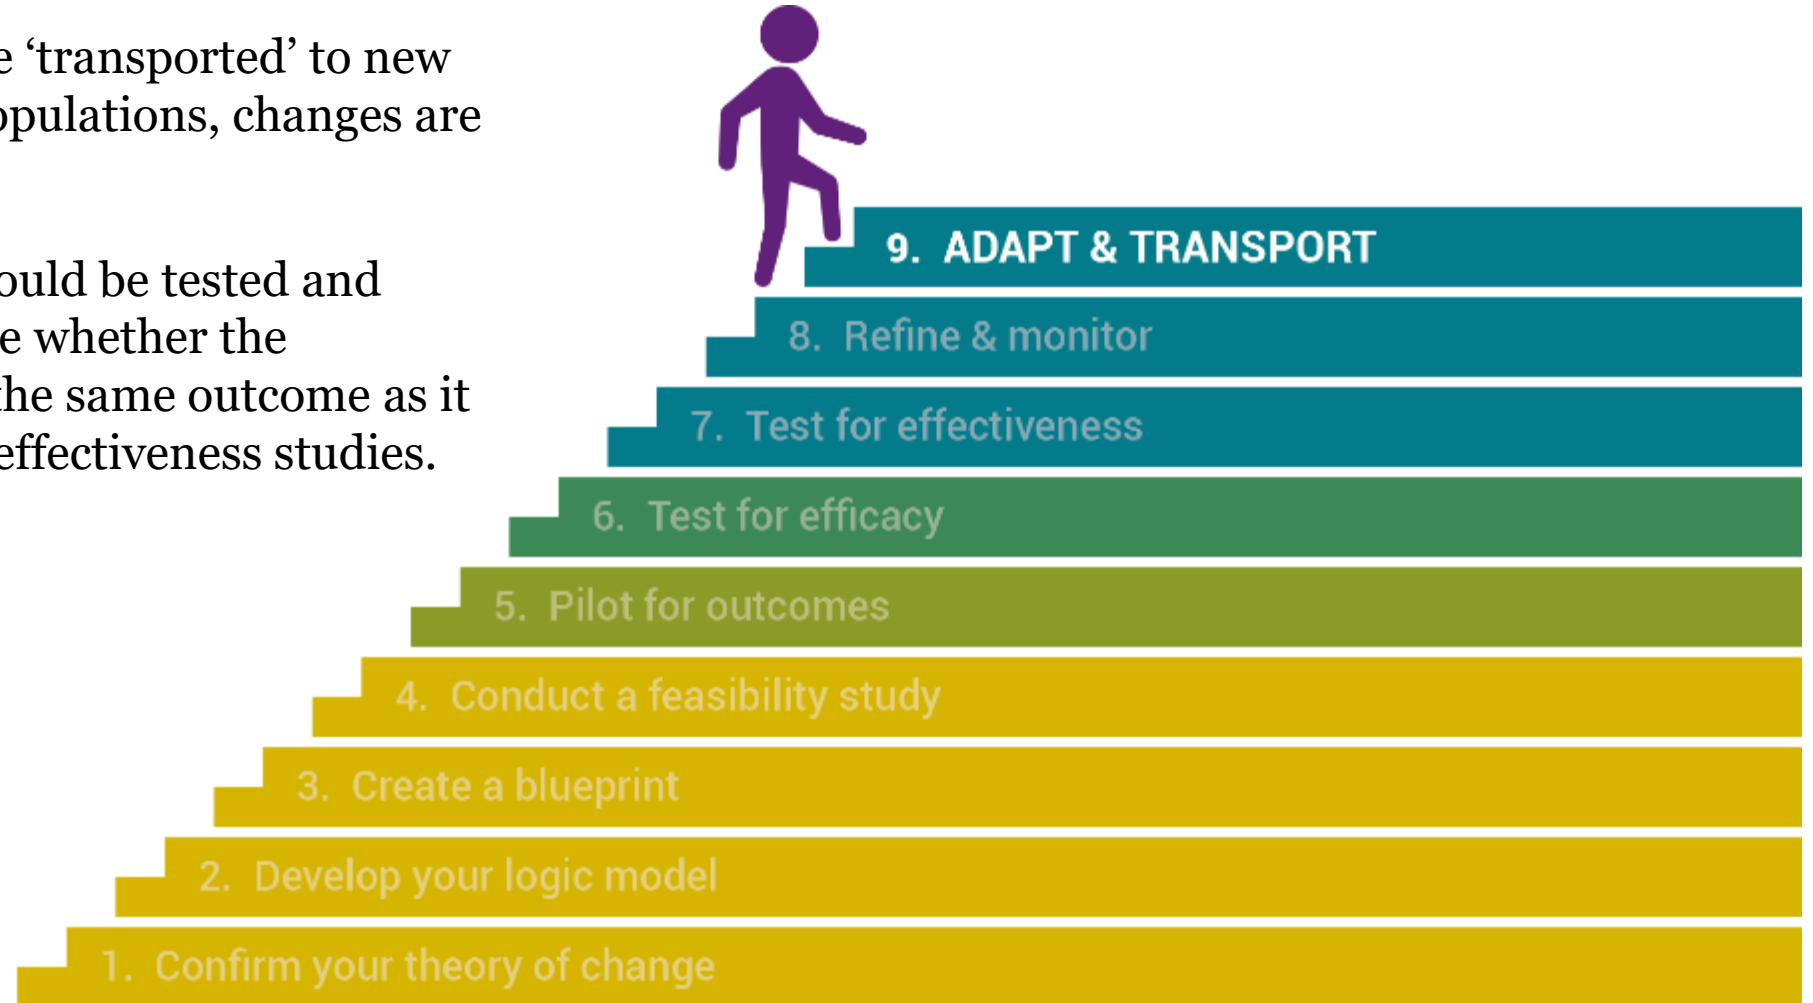 e ‘transported’ to new
opulations, changes are
ould be tested and
e whether the
the same outcome as it
effectiveness studies.
9. ADAPT & TRANSPORT
8. Refine & monitor
7. Test for effectiveness
6. Test for efficacy
5. Pilot for outcomes
4. Conduct a feasibility study
3. Create a blueprint
2. Develop your logic model
1. Confirm your theory of change